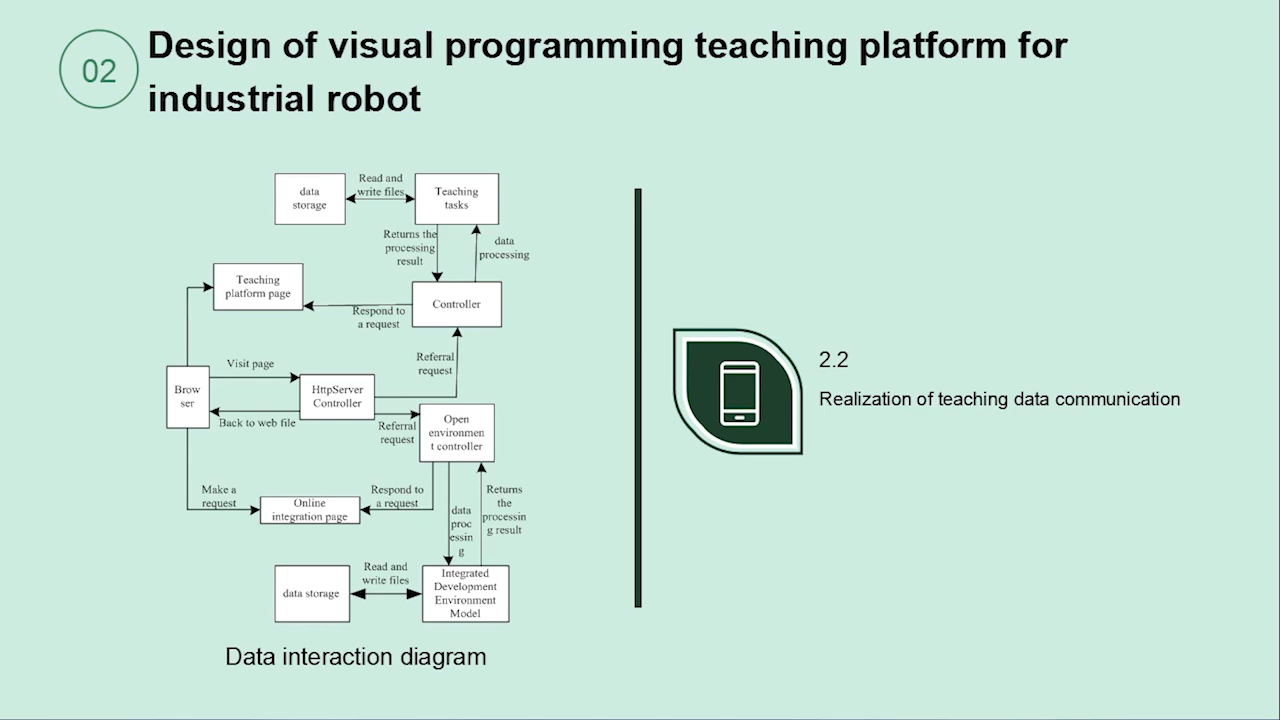 02
Design of visual programming teaching platform for
industrial robot
data
storage
Read and
write files
Teaching
tasks
Returns the
processing
result
data
processing
Teaching
platform page
Controller
Respond to
a request
Referral
request
Visit page
Brow
ser
HttpServer
Controller
Back to web file
Referral
request
Open
environmen
t controller
Make a
request
Online
integration page
Respond to
a request
data
proc
essin
g
Returns
the
processin
g result
data storage
Read and
write files
Integrated
Development
Environment
Model
Data interaction diagram
2.2
Realization of teaching data communication